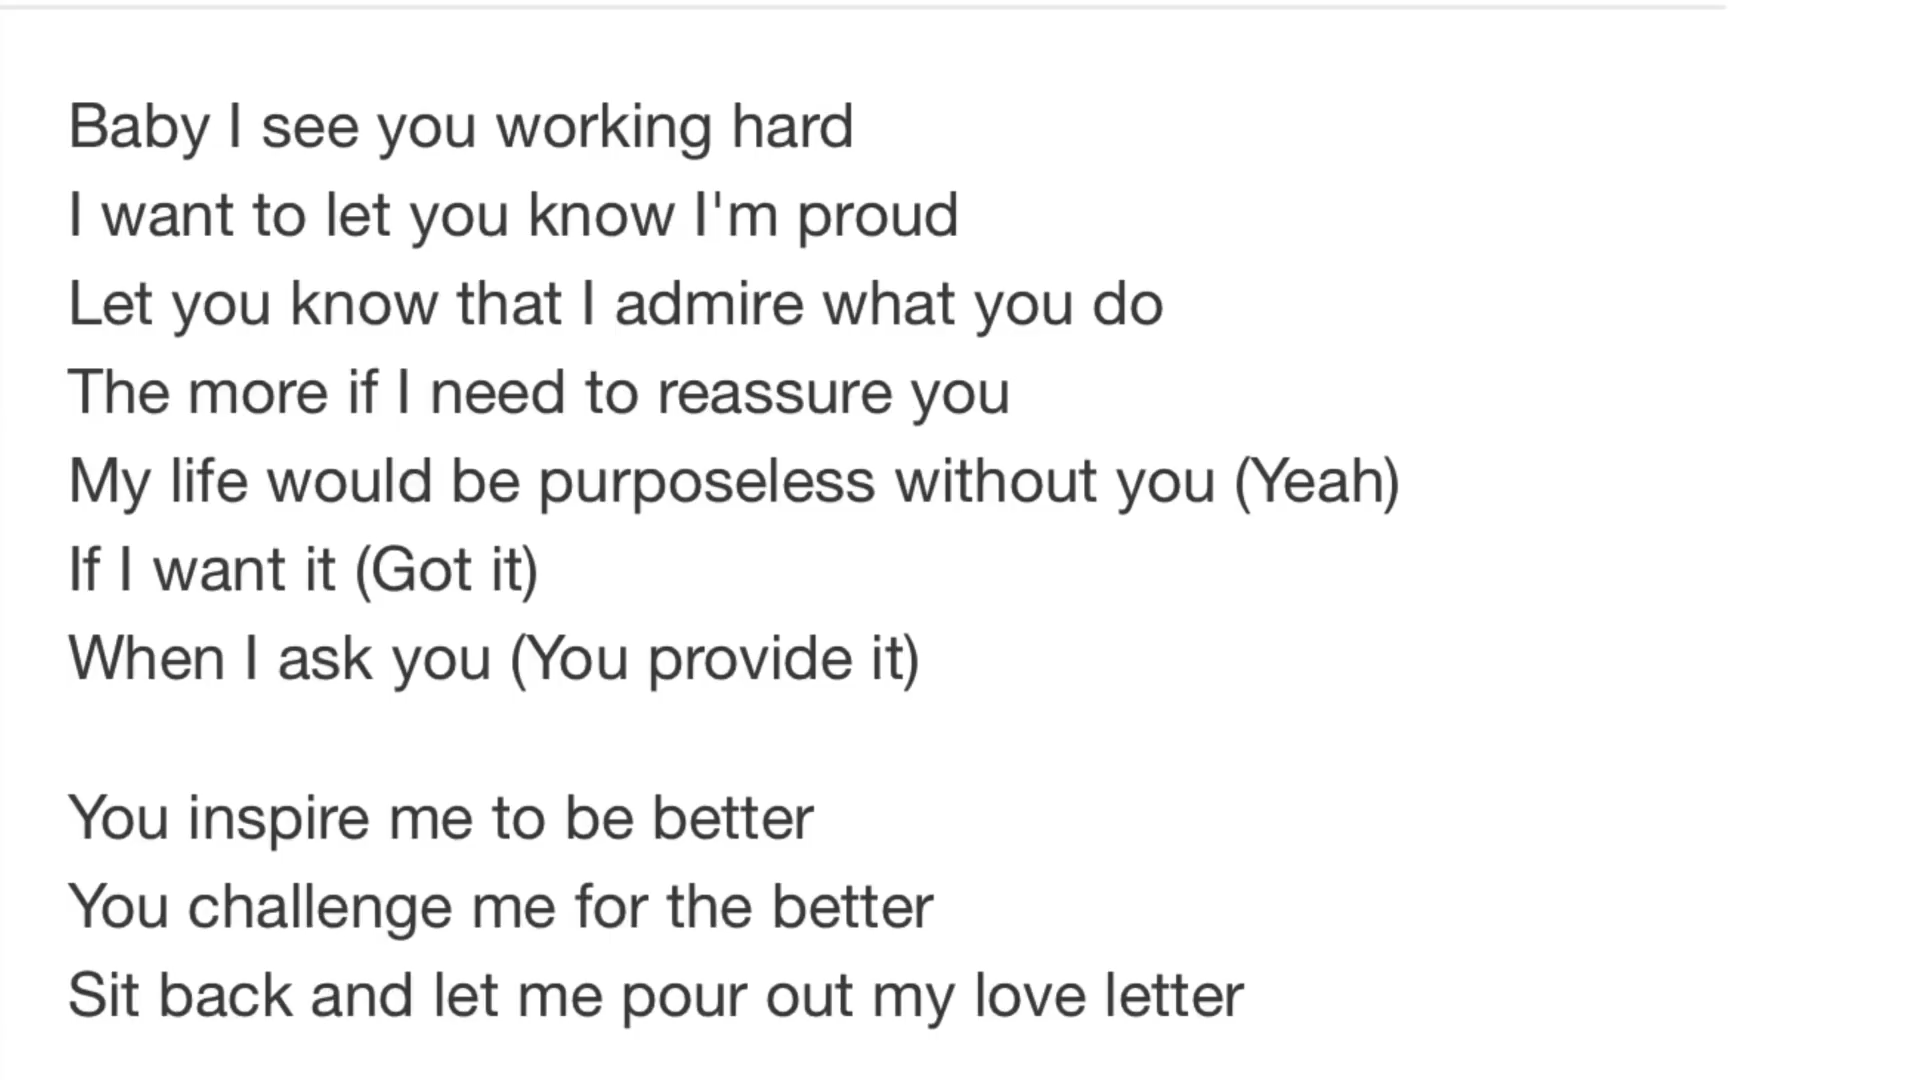 Baby I see you working hard
I want to let you know I'm proud
Let you know that I admire what you do
The more if I need to reassure you
My life would be purposeless without you (Yeah)
If I want it (Got it)
When I ask you (You provide it)
You inspire me to be better
You challenge me for the better
Sit back and let me pour out my love letter